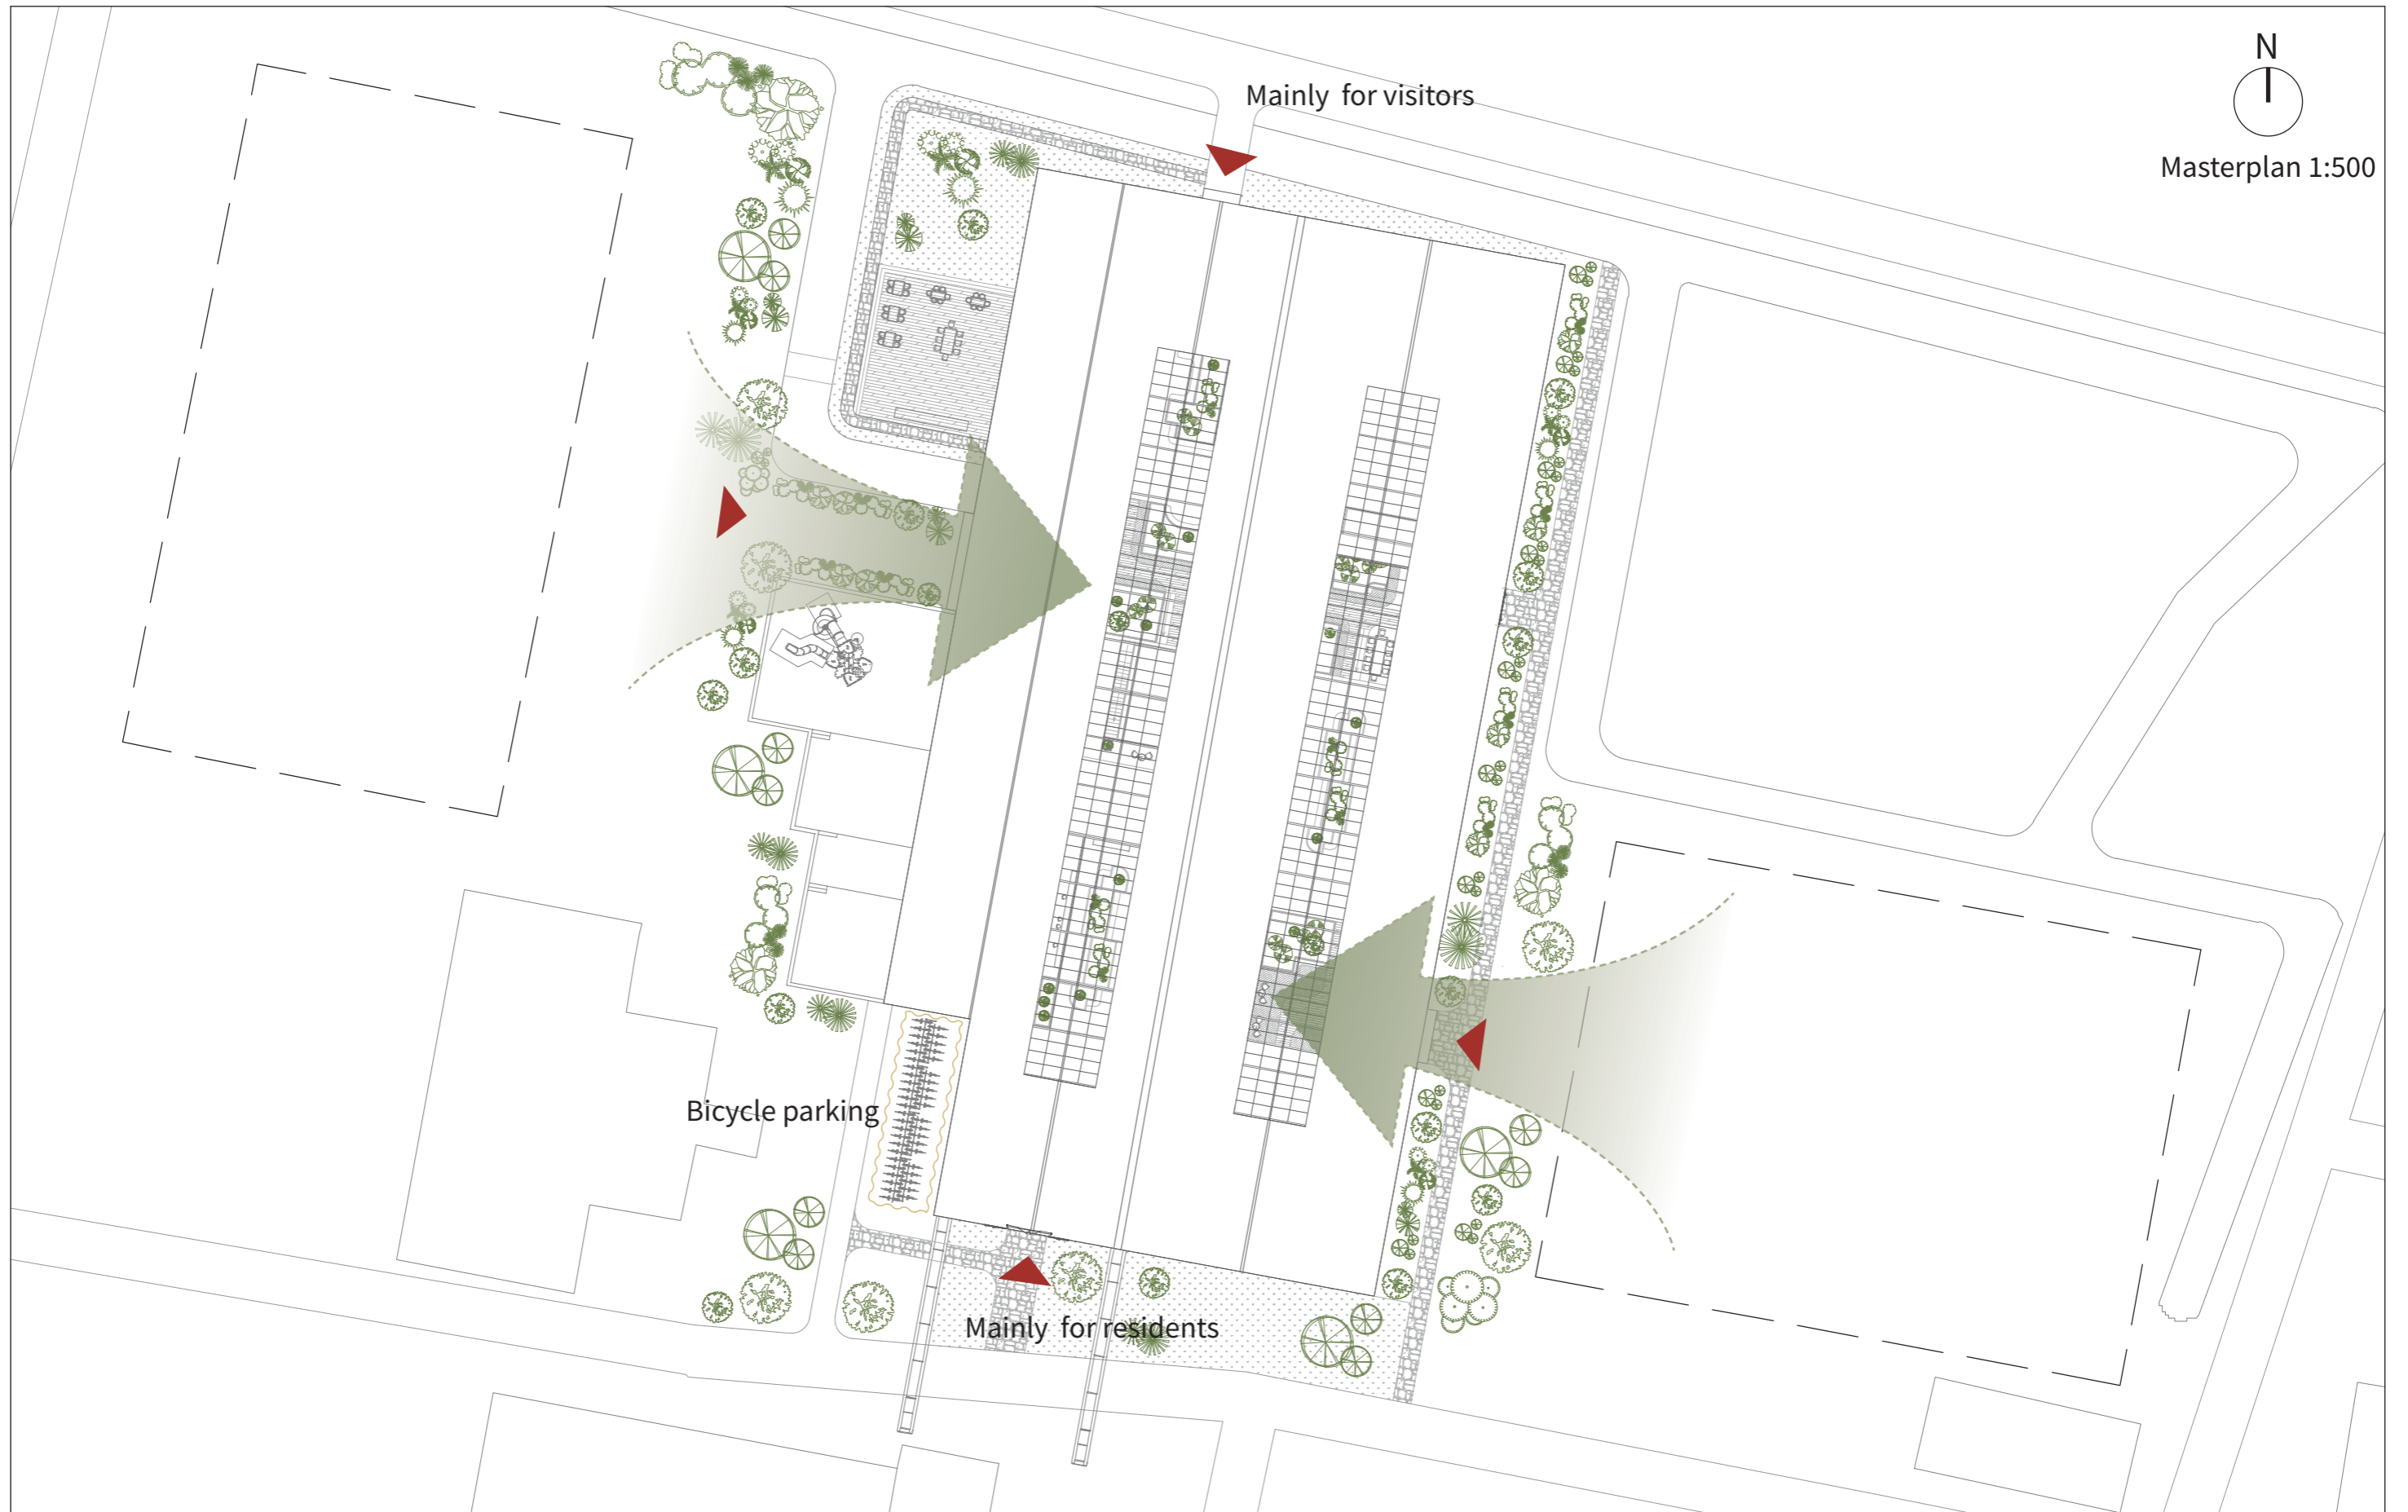 N
Mainly for visitors
Masterplan 1:500
Bicycle parking
Mainly for residents